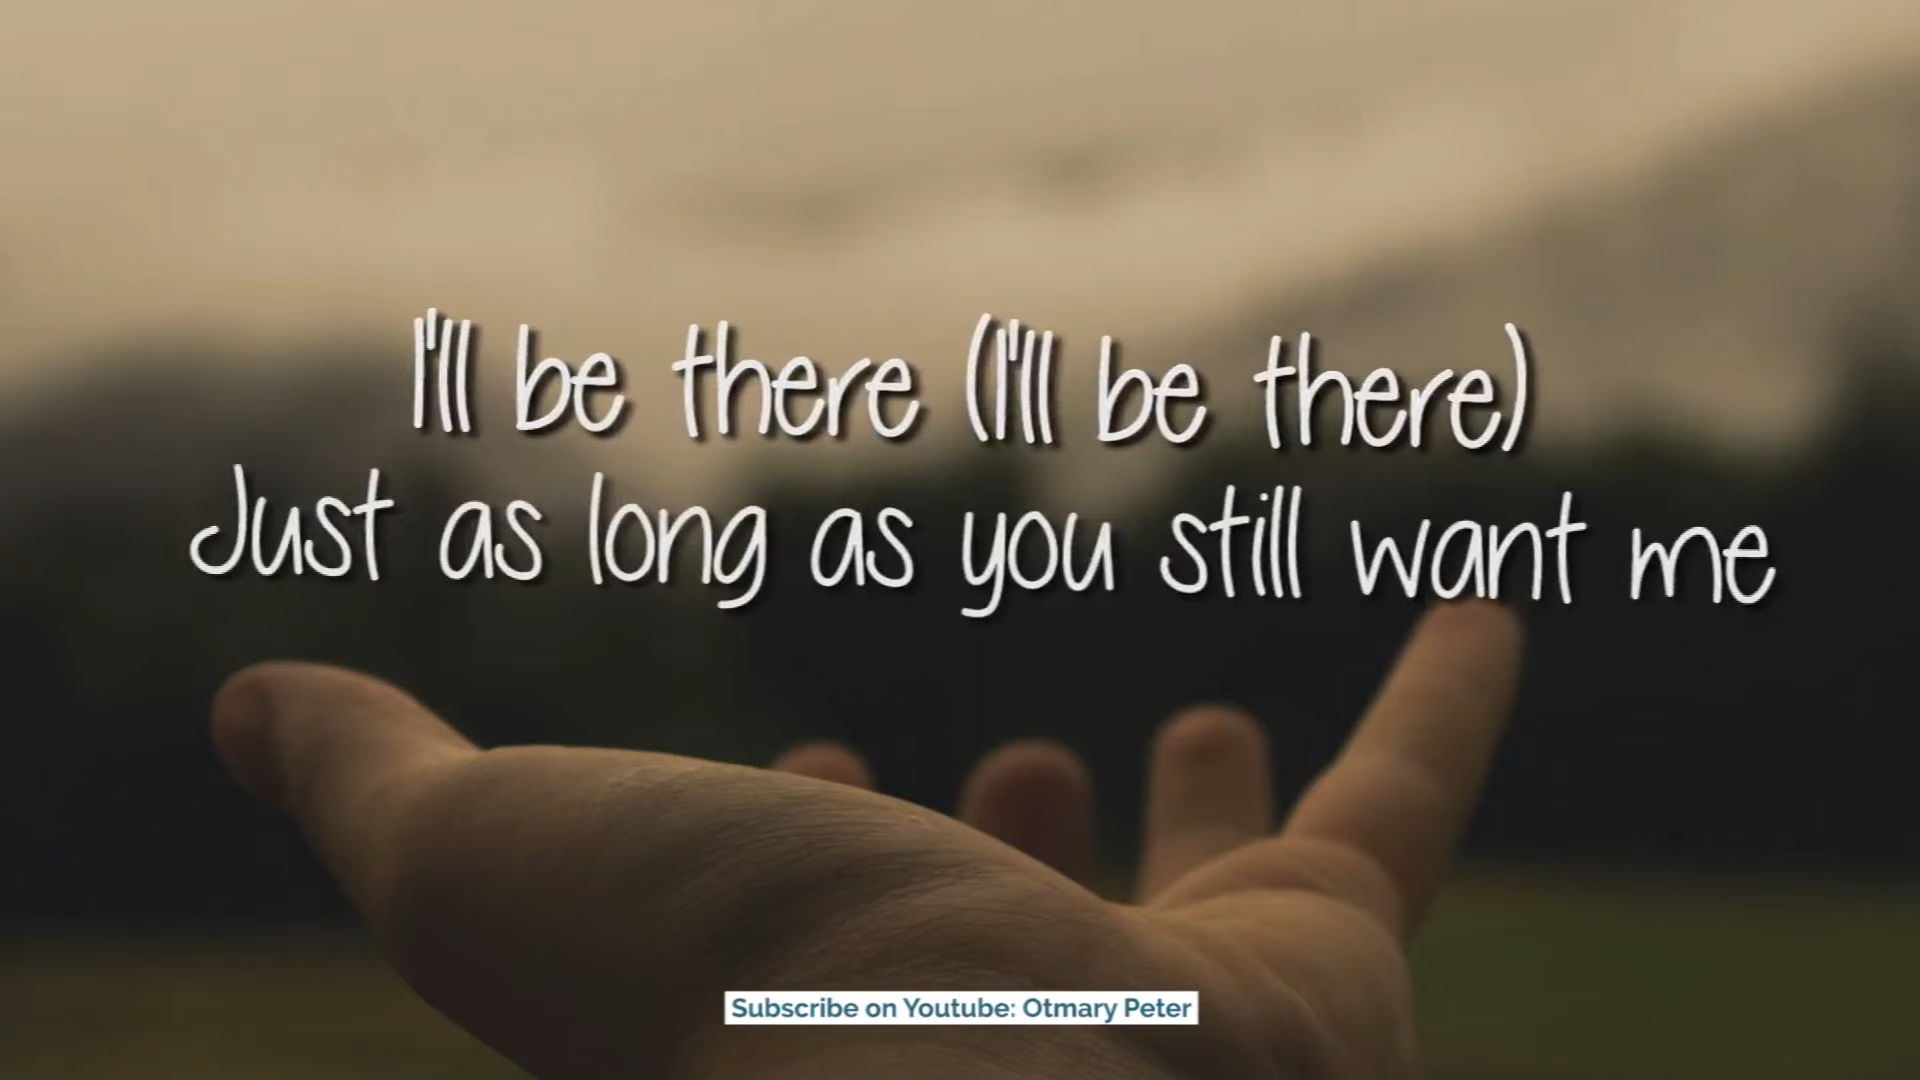 I'll be there (I'll be there)
Just as long as you still want me
Subscribe on Youtube: Otmary Peter